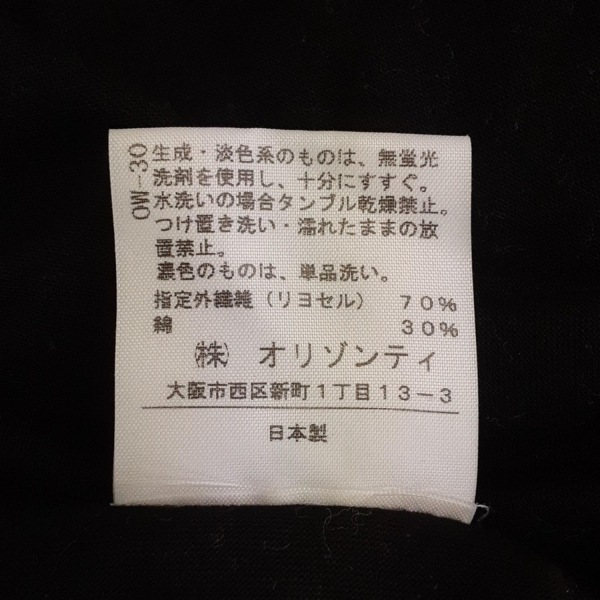 OW-30
生成・淡色系のものは、無蛍光
洗剤を使用し、十分にすすぐ。
水洗いの場合タンブル乾燥禁止。
つけ置き洗い・濡れたままの放
置禁止。
濃色のものは、単品洗い。
指定外繊維（リヨセル） 70%
綿 30%
㈱ オリゾンティ
大阪市西区新町1丁目13-3
日本製